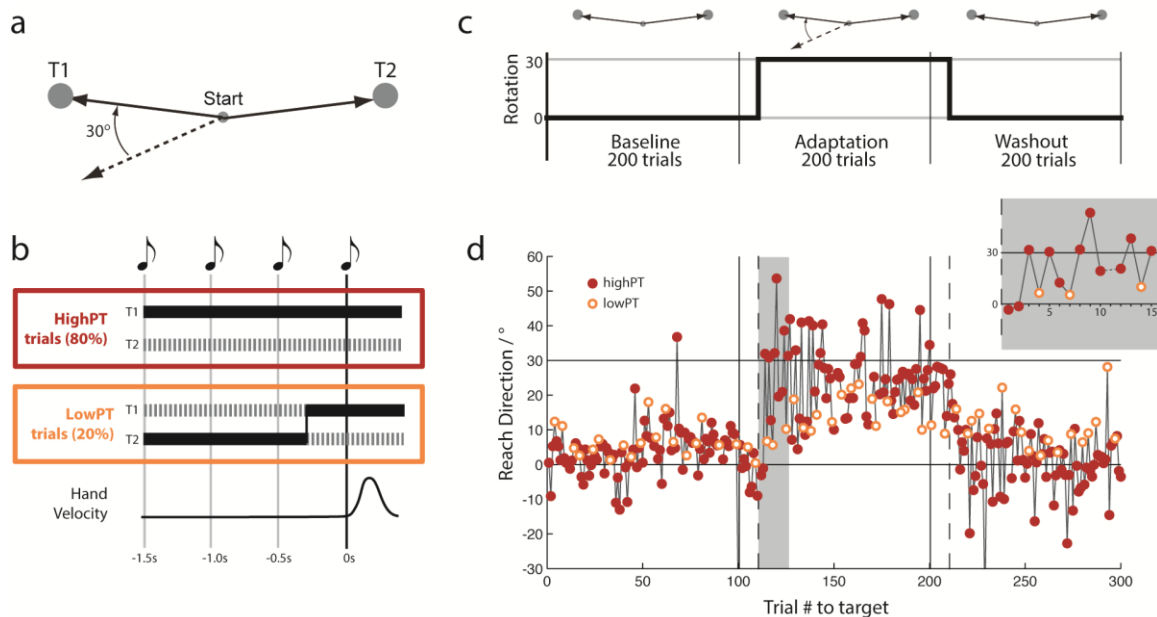 a
T1
T2
Start
30°
b
HighPT
trials (80%)
T1
T2
LowPT
trials (20%)
T1
T2
Hand
Velocity
-1.5s
-1.0s
-0.5s
0s
c
Rotation
30
0
Baseline
200 trials
Adaptation
200 trials
Washout
200 trials
d
highPT
lowPT
Reach Direction / °
60
50
40
30
20
10
0
-10
-20
-30
0
50
100
150
200
250
300
Trial # to target
30
0
5
10
15